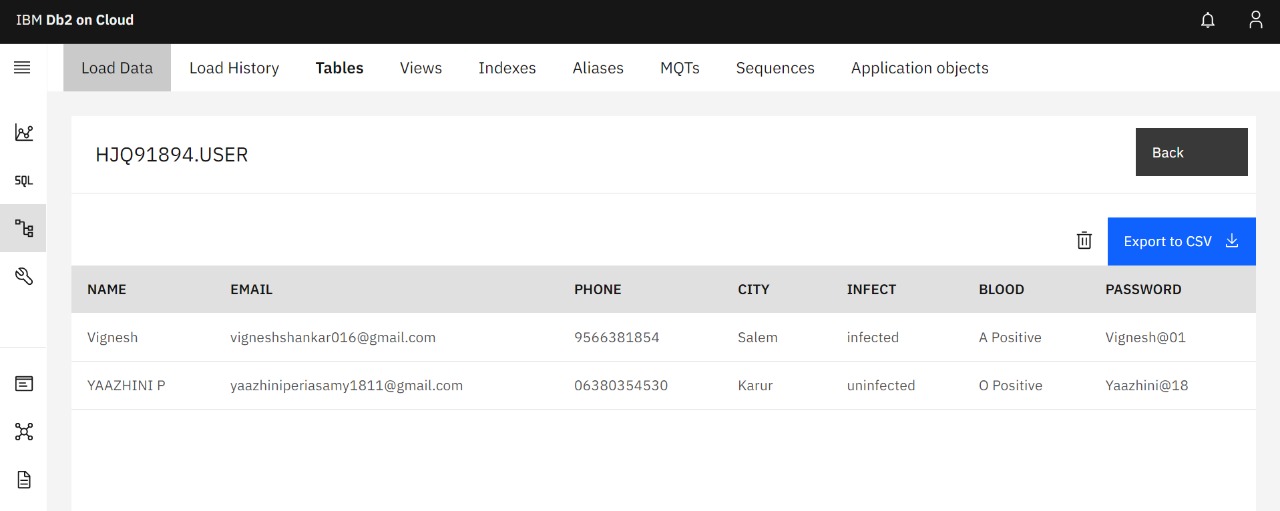 IBM Db2 on Cloud
Load Data Load History Tables Views Indexes Aliases MQTs Sequences Application objects
SQL
HJQ91894.USER
Back
Export to CSV
NAME EMAIL PHONE CITY INFECT BLOOD PASSWORD
Vignesh vigneshshankar016@gmail.com 9566381854 Salem infected A Positive Vignesh@01
YAAZHINI P yaazhiniperiasamy1811@gmail.com 06380354530 Karur uninfected O Positive Yaazhini@18